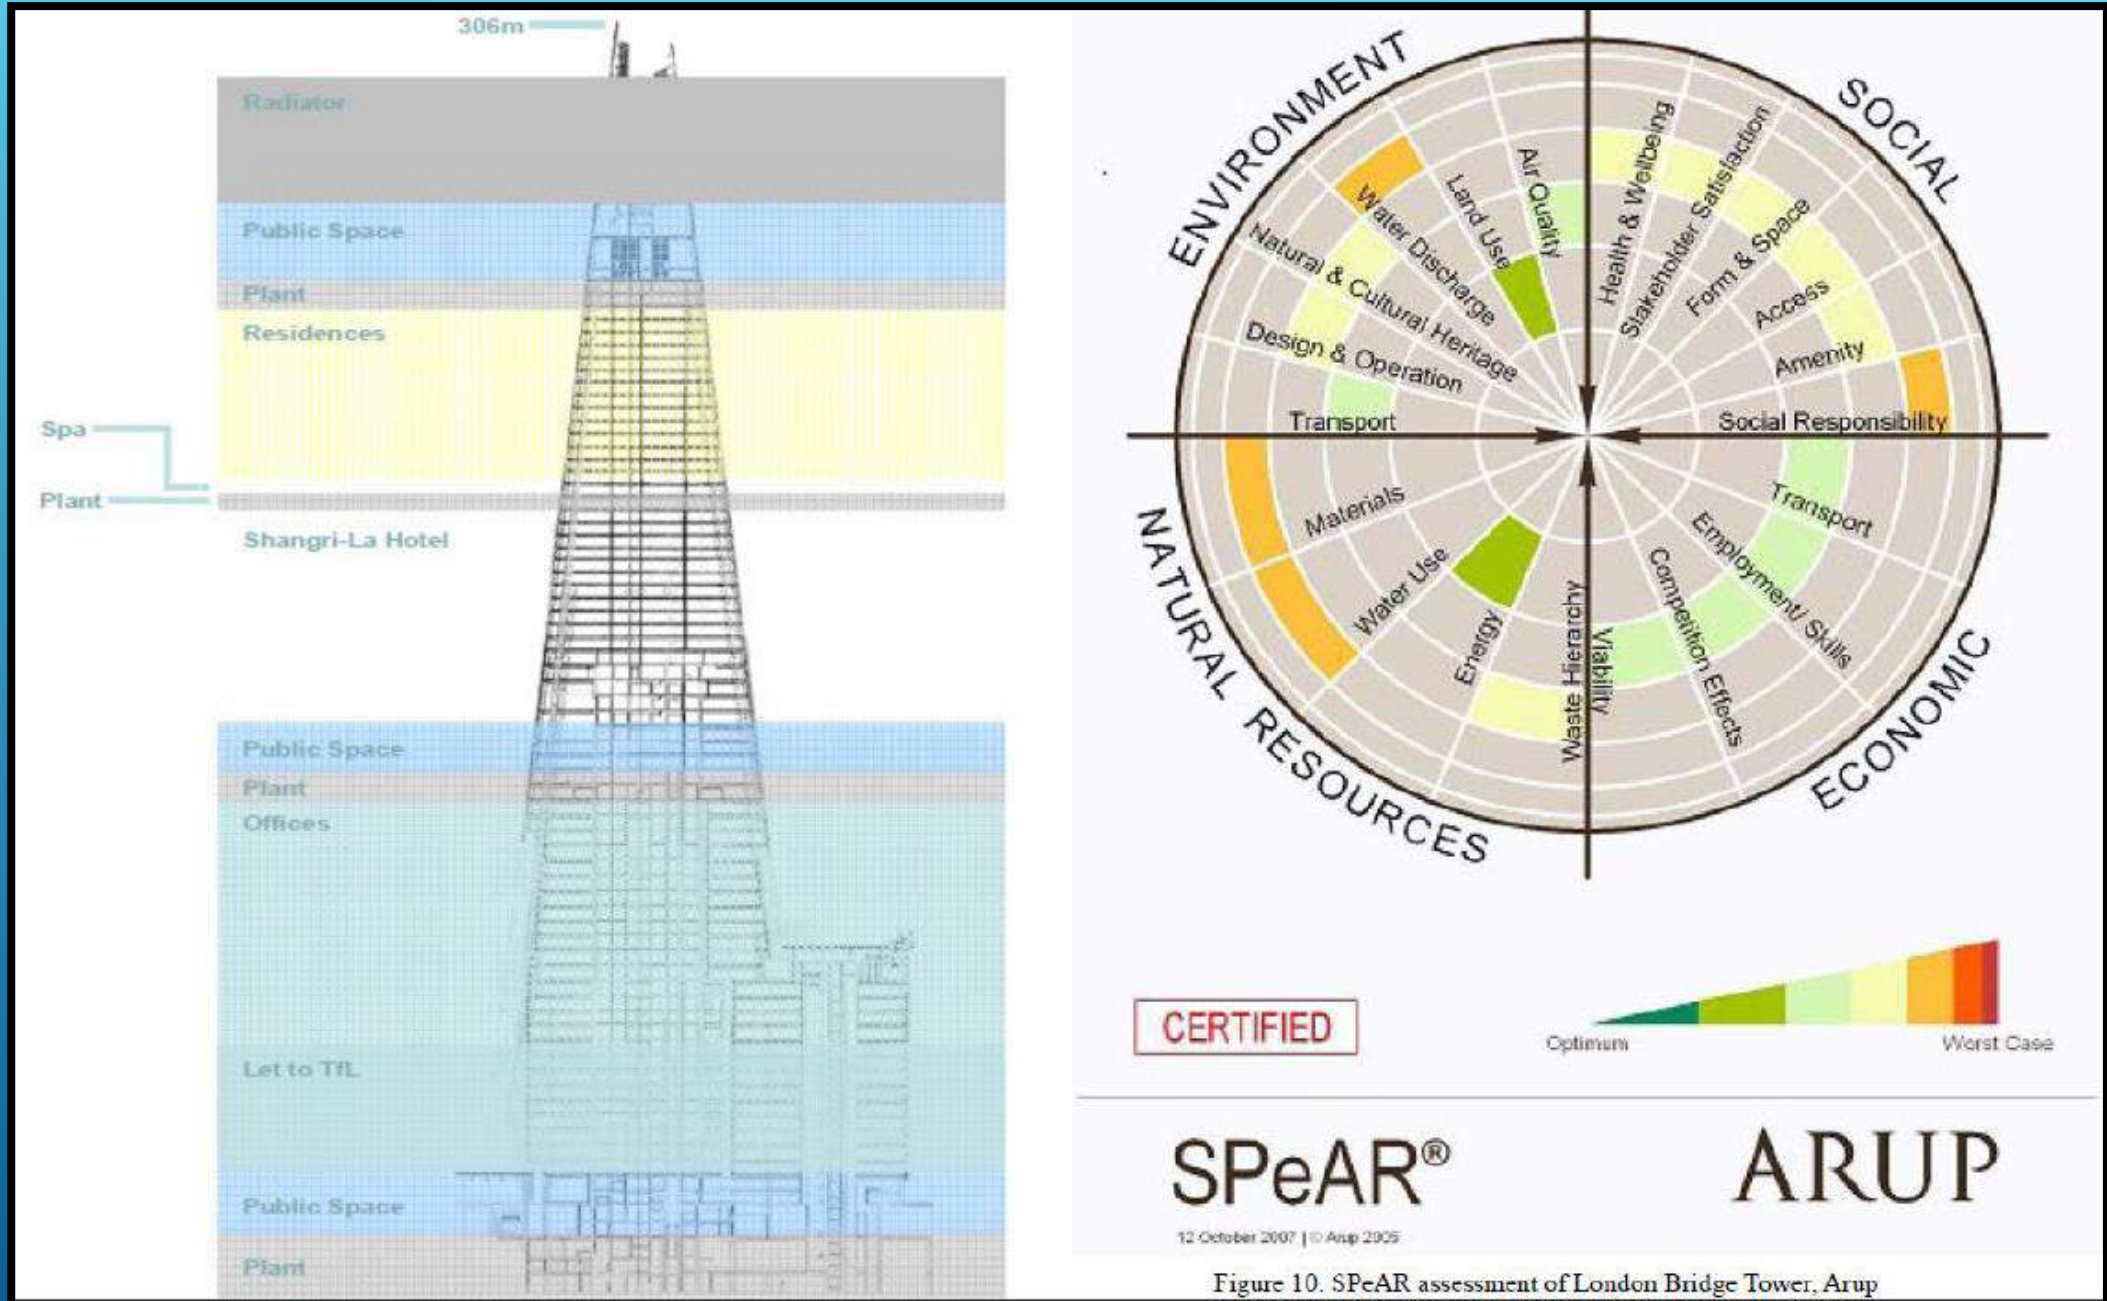 306m
Radiator
Public Space
Plant
Residences
Spa
Plant
Shangri-La Hotel
Public Space
Plant
Offices
Let to TfL
Public Space
Plant
ENVIRONMENT
SOCIAL
NATURAL RESOURCES
ECONOMIC
Air Quality
Land Use
Water Discharge
Natural & Cultural Heritage
Design & Operation
Transport
Health & Wellbeing
Stakeholder Satisfaction
Form & Space
Access
Amenity
Social Responsibility
Materials
Water Use
Energy
Waste Hierarchy
Transport
Employment/ Skills
Competition Effects
Viability
CERTIFIED
Optimum
Worst Case
SPeAR®
ARUP
12 October 2007 | © Arup 2005
Figure 10. SPeAR assessment of London Bridge Tower, Arup